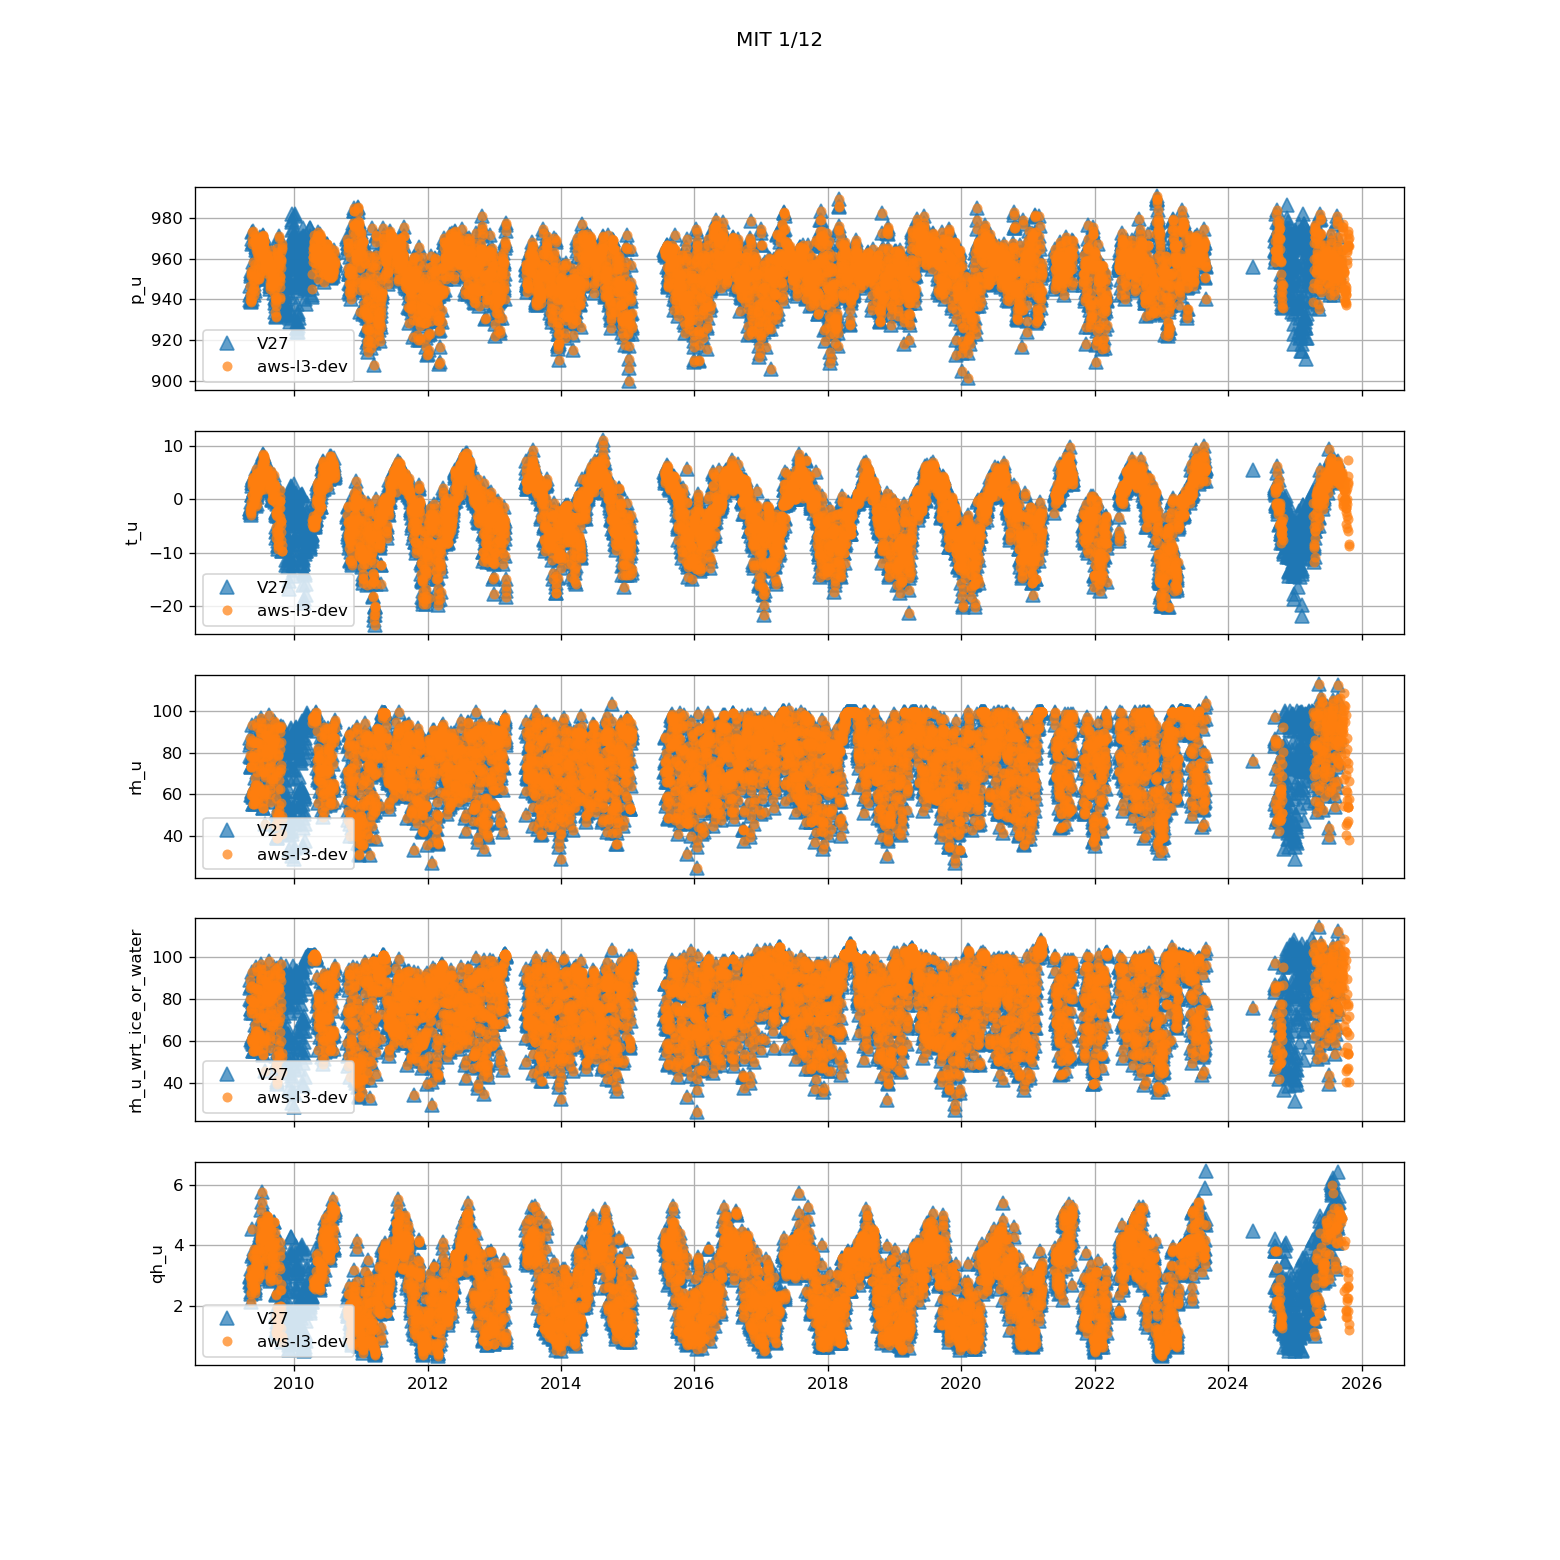 MIT 1/12
980
960
940
920
900
p_u
V27
aws-l3-dev
10
0
−10
−20
t_u
V27
aws-l3-dev
100
80
60
40
rh_u
V27
aws-l3-dev
100
80
60
40
rh_u_wrt_ice_or_water
V27
aws-l3-dev
6
4
2
qh_u
V27
aws-l3-dev
2010 2012 2014 2016 2018 2020 2022 2024 2026